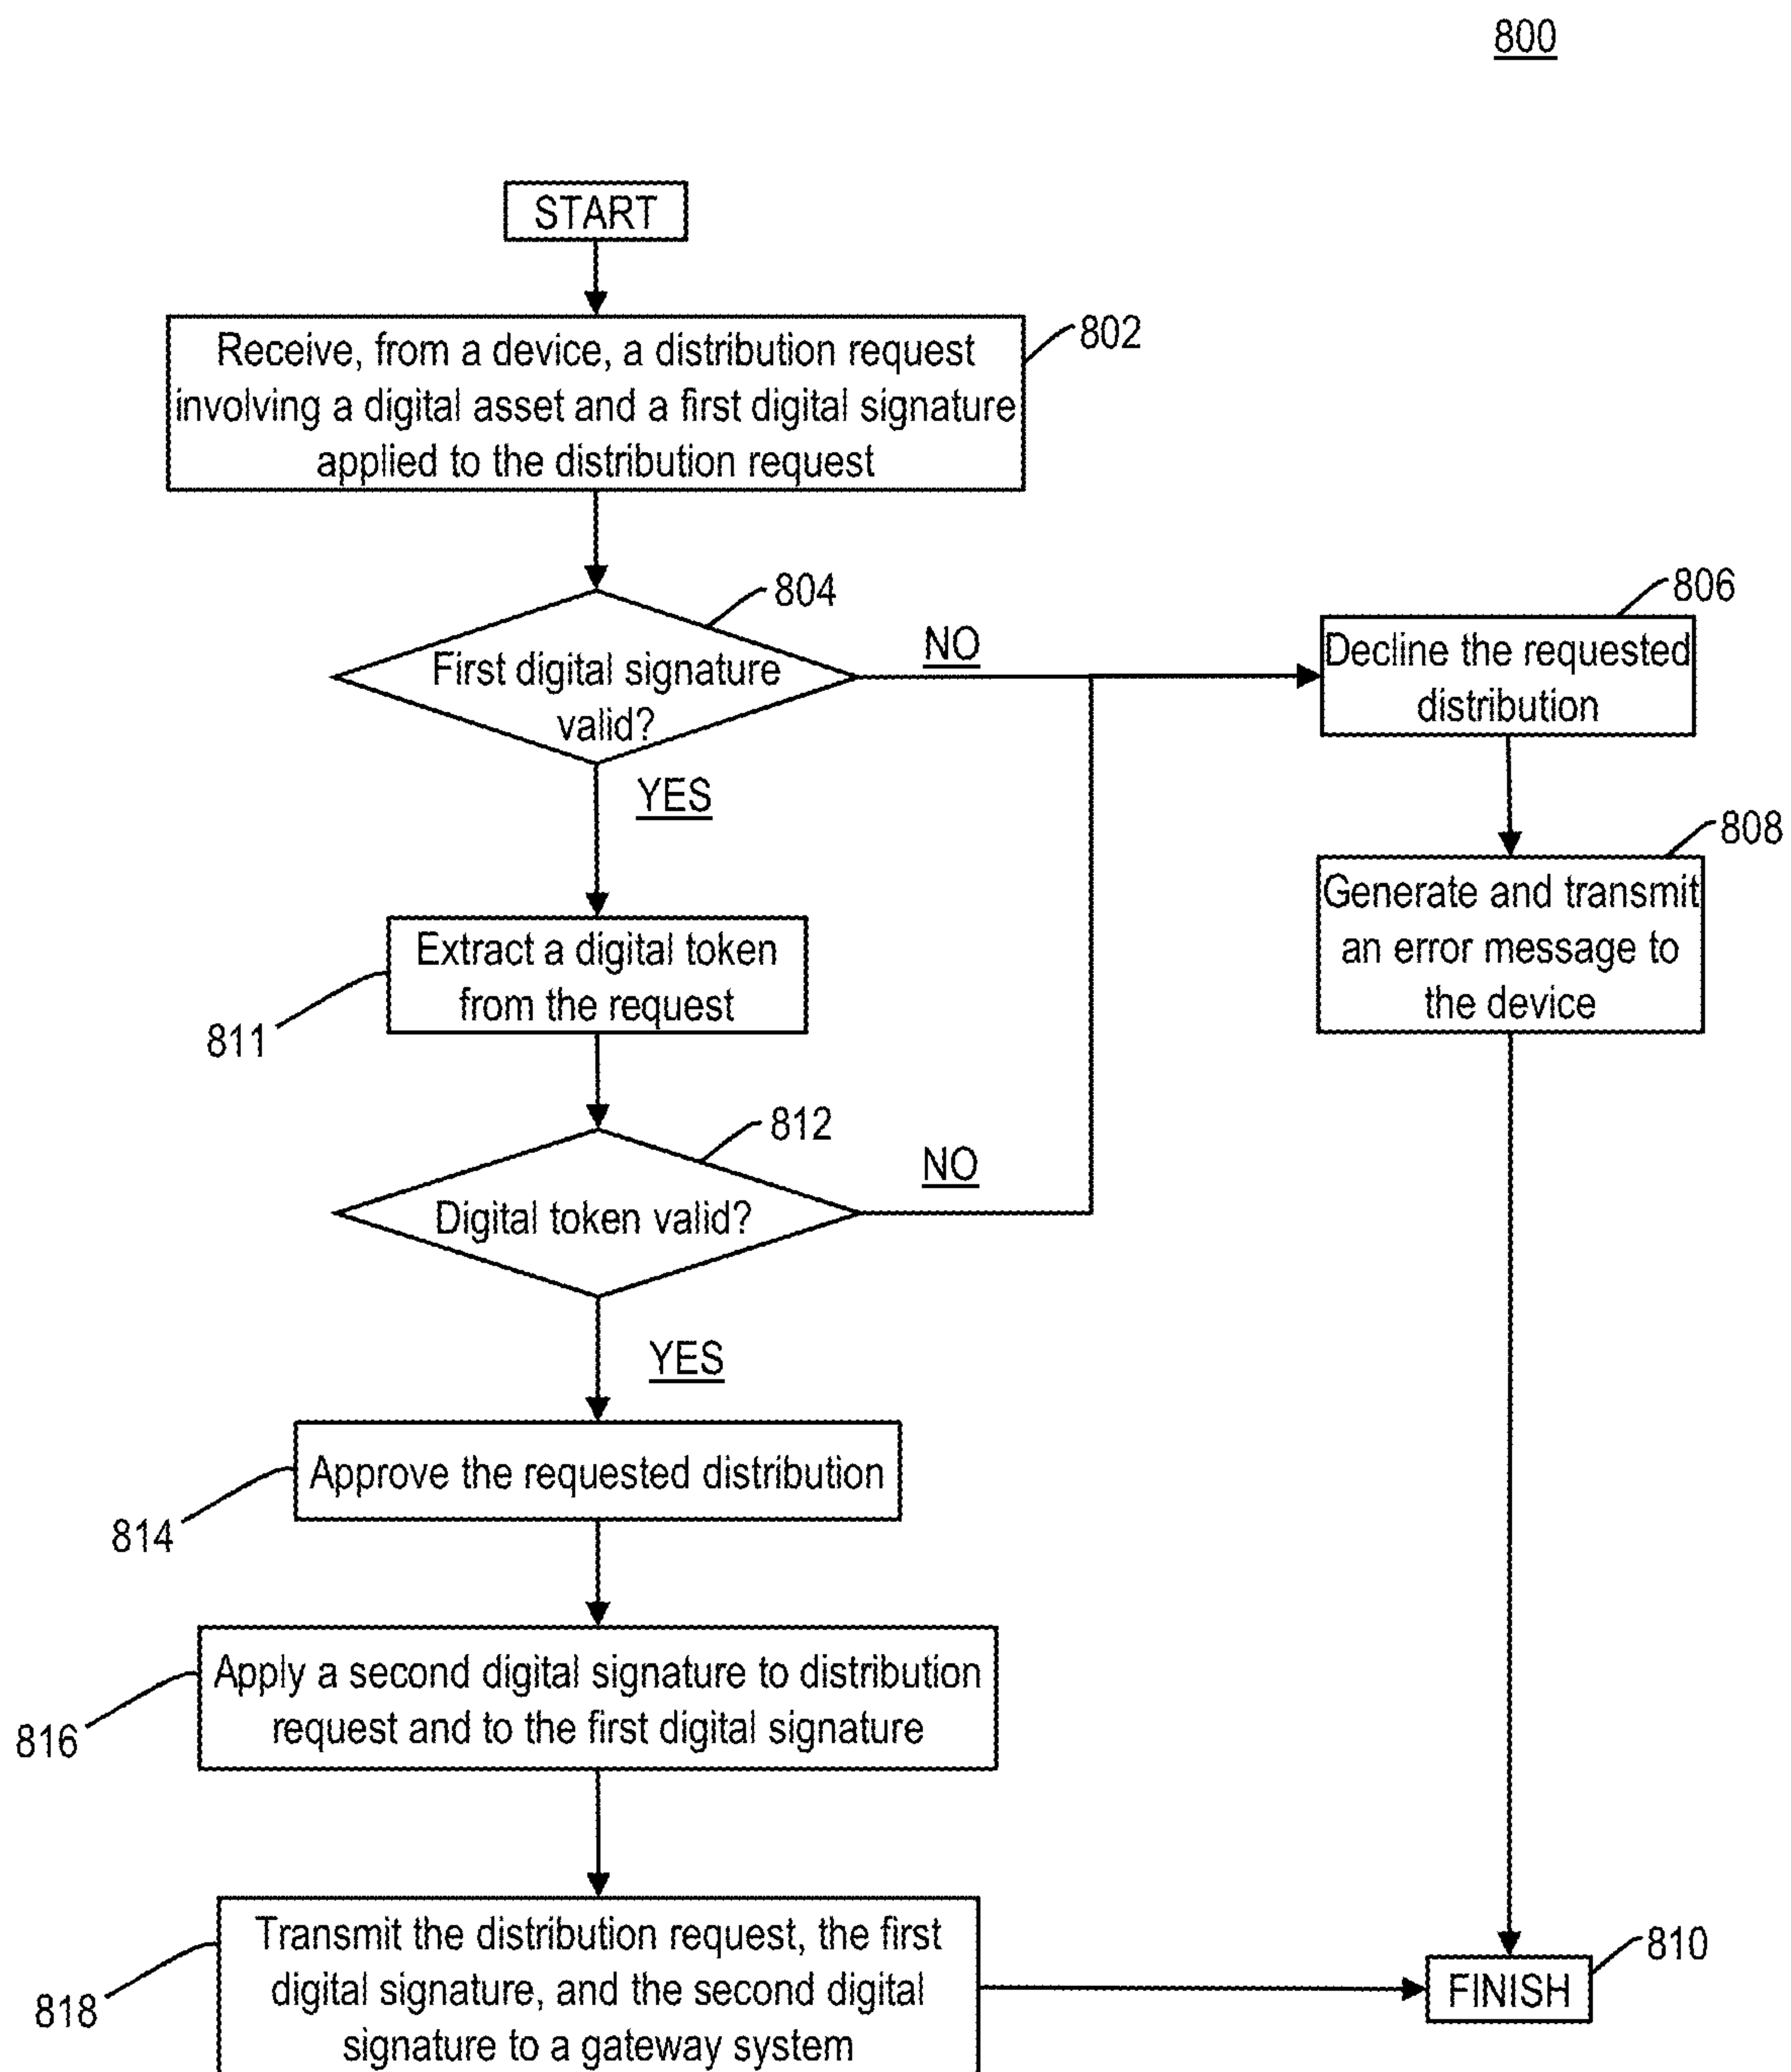 800
START
Receive, from a device, a distribution request
involving a digital asset and a first digital signature
applied to the distribution request
802
First digital signature
valid?
804
NO
YES
Decline the requested
distribution
806
Generate and transmit
an error message to
the device
808
Extract a digital token
from the request
811
Digital token valid?
812
NO
YES
Approve the requested distribution
814
Apply a second digital signature to distribution
request and to the first digital signature
816
Transmit the distribution request, the first
digital signature, and the second digital
signature to a gateway system
818
FINISH
810